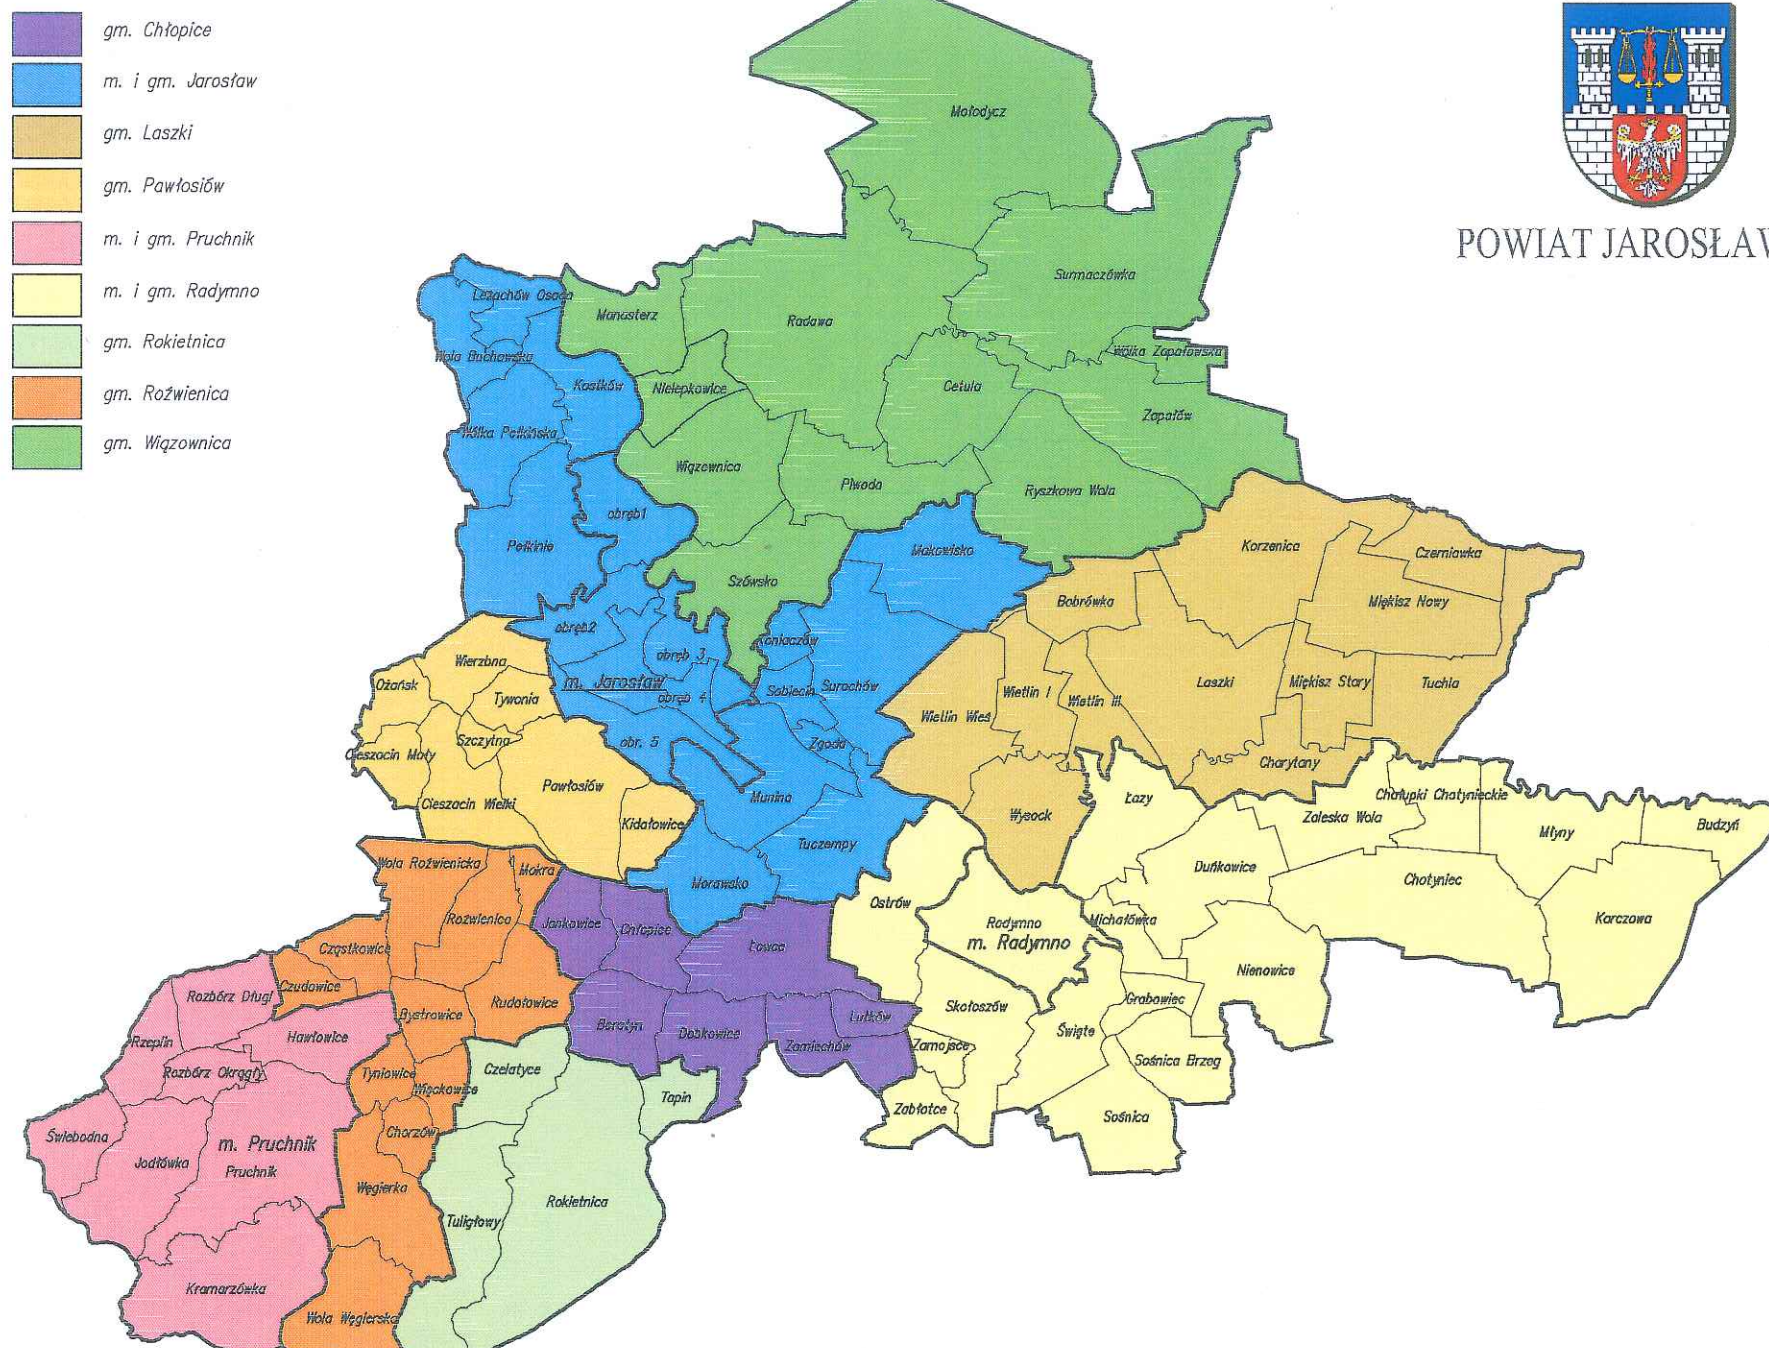 gm. Chłopice
m. i gm. Jarosław
gm. Laszki
gm. Pawłosiów
m. i gm. Pruchnik
m. i gm. Radymno
gm. Rokietnica
gm. Roźwienica
gm. Wiązownica
POWIAT JAROSŁAW
Mołodycz
Surmaczówka
Lezachów Osada
Manasterz
Radawa
Wola Buchowska
Wólka Zapałowska
Kostków
Nielepkowice
Cetula
Zapałów
Wólka Pełkińska
Wiązownica
Piwoda
Ryszkowa Wola
obręb1
Pełkinie
Makowisko
Korzenica
Czerniawka
Szówsko
Bobrówka
Miękisz Nowy
obręb2
Koniaczów
obręb 3
Wierzbna
Ożańsk
m. Jarosław
Sobiecin
Surochów
Wietlin I
Wietlin III
Laszki
Miękisz Stary
Tuchla
Tywonia
obręb 4
Wietlin Wieś
Szczytna
obr. 5
Zgoda
Cieszacin Mały
Charytany
Pawłosiów
Munina
Łazy
Chałupki Chotynieckie
Cieszacin Wielki
Kidałowice
Wysock
Zaleska Wola
Młyny
Budzyń
Tuczempy
Wola Roźwienicka
Mokra
Morawsko
Duńkowice
Chotyniec
Ostrów
Roźwienica
Jankowice
Chłopice
Radymno
m. Radymno
Michałówka
Karczowa
Łowce
Cząstkowice
Nienowice
Czudowice
Rozbórz Długi
Rudołowice
Grabowiec
Bystrowice
Boratyn
Dobkowice
Lutków
Skołoszów
Święte
Hawłowice
Rzeplin
Zamiechów
Zamojsce
Sośnica Brzeg
Rozbórz Okrągły
Tyniowice
Więckowice
Czelatyce
Tapin
Zabłotce
Sośnica
Świebodna
Chorzów
m. Pruchnik
Jodłówka
Pruchnik
Węgierka
Rokietnica
Tuligłowy
Kramarzówka
Wola Węgierska